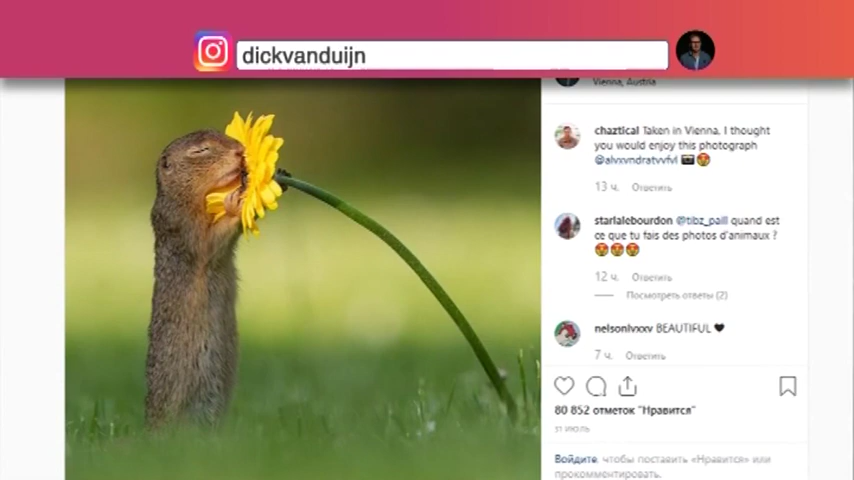 dickvanduijn
Vienna, Austria
chaztical Taken in Vienna. I thought
you would enjoy this photograph
@alvxvndratvvfvl
13 ч. Ответить
starlalebourdon @tibz_paill quand est
ce que tu fais des photos d'animaux ?
12 ч. Ответить
Посмотреть ответы (2)
nelsonlvxxv BEAUTIFUL
7 ч. Ответить
80 852 отметок "Нравится"
31 ИЮЛЬ
Войдите, чтобы поставить «Нравится» или
прокомментировать.